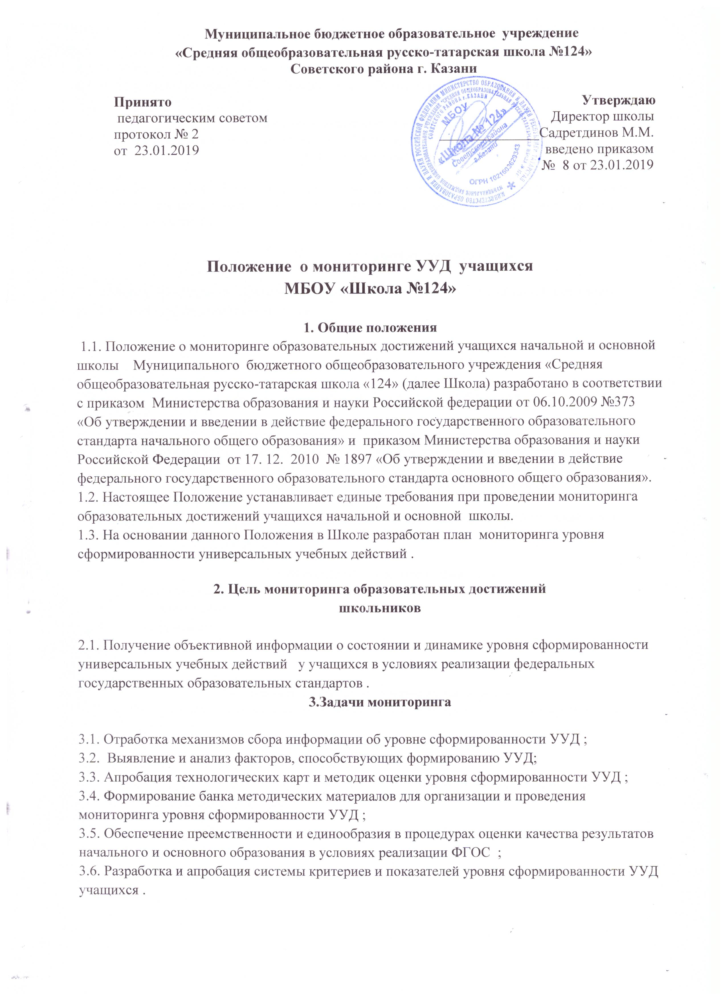 Муниципальное бюджетное образовательное учреждение
«Средняя общеобразовательная русско-татарская школа №124»
Советского района г. Казани
Принято
педагогическим советом
протокол № 2
от 23.01.2019
Утверждаю
Директор школы
Садретдинов М.М.
введено приказом
№ 8 от 23.01.2019
МБОУ
«Школа № 124»
Советского района
г.Казани
ОГРН 1021603629343
Положение о мониторинге УУД учащихся
МБОУ «Школа №124»
1. Общие положения
1.1. Положение о мониторинге образовательных достижений учащихся начальной и основной
школы Муниципального бюджетного общеобразовательного учреждения «Средняя
общеобразовательная русско-татарская школа «124» (далее Школа) разработано в соответствии
с приказом Министерства образования и науки Российской федерации от 06.10.2009 №373
«Об утверждении и введении в действие федерального государственного образовательного
стандарта начального общего образования» и приказом Министерства образования и науки
Российской Федерации от 17. 12. 2010 № 1897 «Об утверждении и введении в действие
федерального государственного образовательного стандарта основного общего образования».
1.2. Настоящее Положение устанавливает единые требования при проведении мониторинга
образовательных достижений учащихся начальной и основной школы.
1.3. На основании данного Положения в Школе разработан план мониторинга уровня
сформированности универсальных учебных действий .
2. Цель мониторинга образовательных достижений
школьников
2.1. Получение объективной информации о состоянии и динамике уровня сформированности
универсальных учебных действий у учащихся в условиях реализации федеральных
государственных образовательных стандартов .
3.Задачи мониторинга
3.1. Отработка механизмов сбора информации об уровне сформированности УУД ;
3.2. Выявление и анализ факторов, способствующих формированию УУД;
3.3. Апробация технологических карт и методик оценки уровня сформированности УУД ;
3.4. Формирование банка методических материалов для организации и проведения
мониторинга уровня сформированности УУД ;
3.5. Обеспечение преемственности и единообразия в процедурах оценки качества результатов
начального и основного образования в условиях реализации ФГОС ;
3.6. Разработка и апробация системы критериев и показателей уровня сформированности УУД
учащихся .